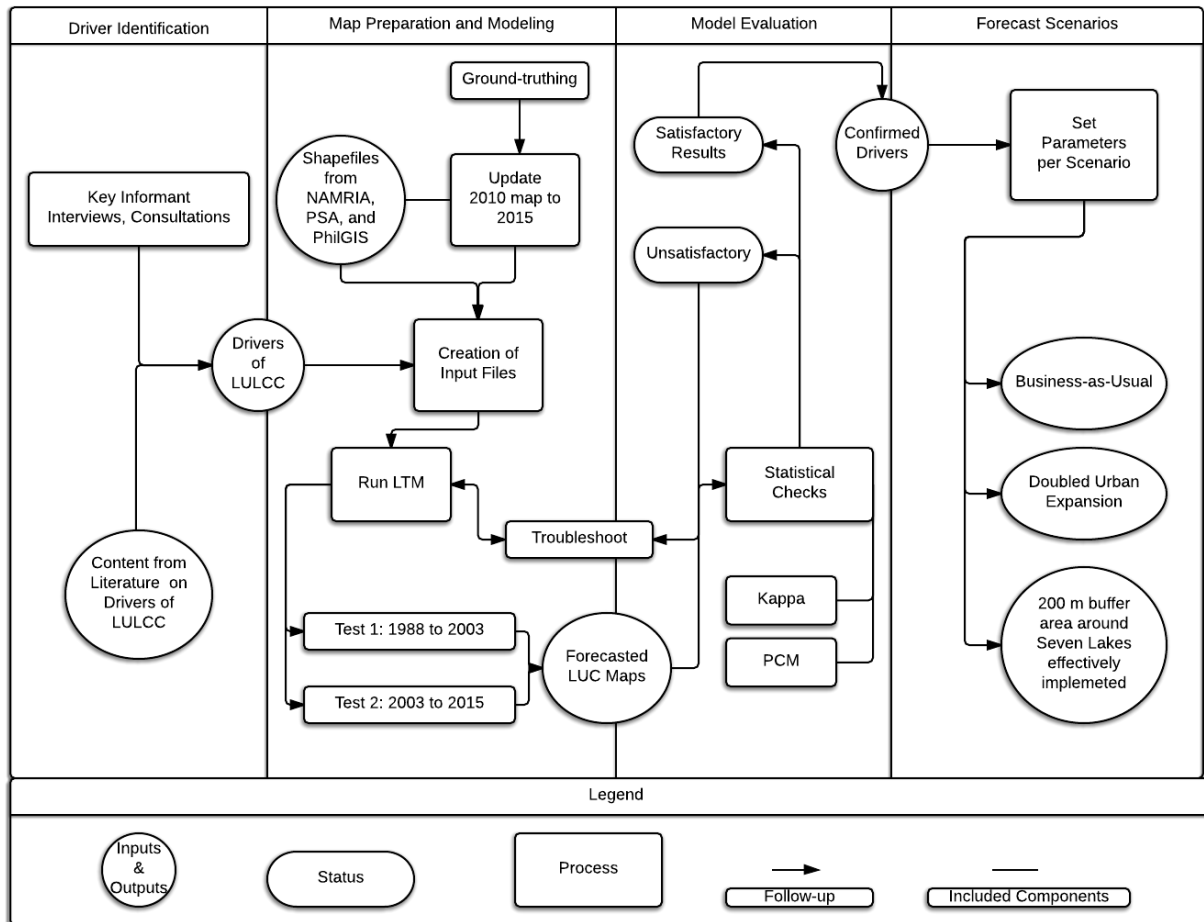 Driver Identification
Map Preparation and Modeling
Model Evaluation
Forecast Scenarios
Key Informant
Interviews, Consultations
Content from
Literature on
Drivers of
LULCC
Drivers
of
LULCC
Ground-truthing
Shapefiles
from
NAMRIA,
PSA, and
PhilGIS
Update
2010 map to
2015
Creation of
Input Files
Run LTM
Troubleshoot
Test 1: 1988 to 2003
Test 2: 2003 to 2015
Forecasted
LUC Maps
Satisfactory
Results
Unsatisfactory
Statistical
Checks
Kappa
PCM
Confirmed
Drivers
Set
Parameters
per Scenario
Business-as-Usual
Doubled Urban
Expansion
200 m buffer
area around
Seven Lakes
effectively
implemeted
Legend
Inputs
&
Outputs
Status
Process
Follow-up
Included Components